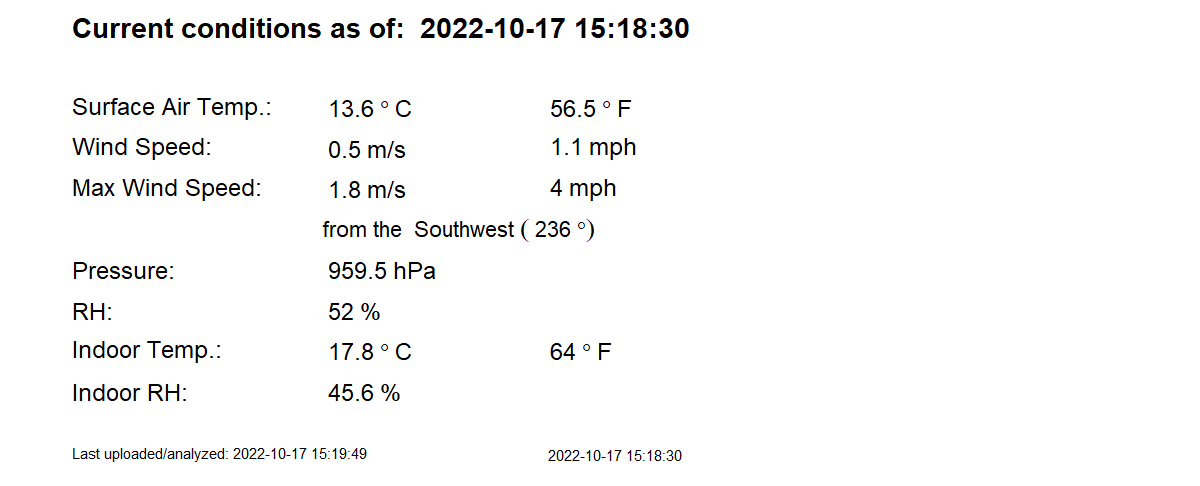 Current conditions as of:  2022-10-17 15:18:30
Surface Air Temp.: 13.6 ° C 56.5 ° F
Wind Speed: 0.5 m/s 1.1 mph
Max Wind Speed: 1.8 m/s 4 mph
from the  Southwest ( 236 °)
Pressure: 959.5 hPa
RH: 52 %
Indoor Temp.: 17.8 ° C 64 ° F
Indoor RH: 45.6 %
Last uploaded/analyzed: 2022-10-17 15:19:49 2022-10-17 15:18:30